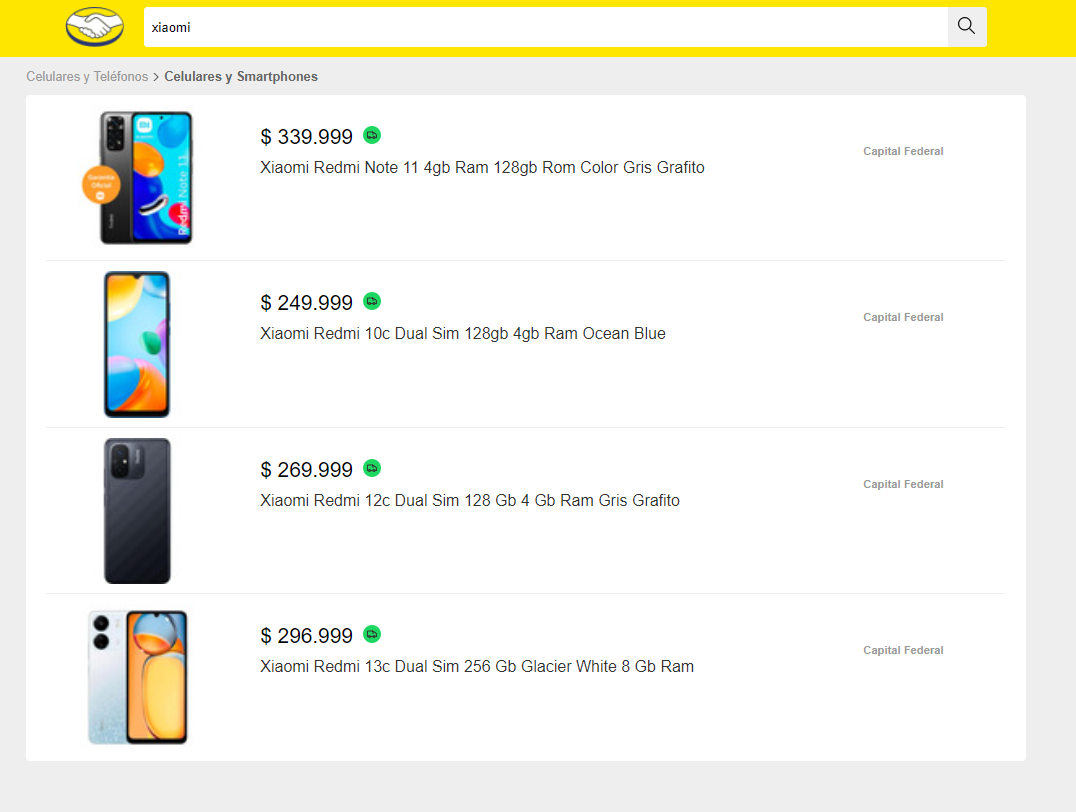 xiaomi
Celulares y Teléfonos > Celulares y Smartphones
Garantía
Oficial
Redmi Note 11
$ 339.999
Xiaomi Redmi Note 11 4gb Ram 128gb Rom Color Gris Grafito
Capital Federal
$ 249.999
Xiaomi Redmi 10c Dual Sim 128gb 4gb Ram Ocean Blue
Capital Federal
$ 269.999
Xiaomi Redmi 12c Dual Sim 128 Gb 4 Gb Ram Gris Grafito
Capital Federal
$ 296.999
Xiaomi Redmi 13c Dual Sim 256 Gb Glacier White 8 Gb Ram
Capital Federal